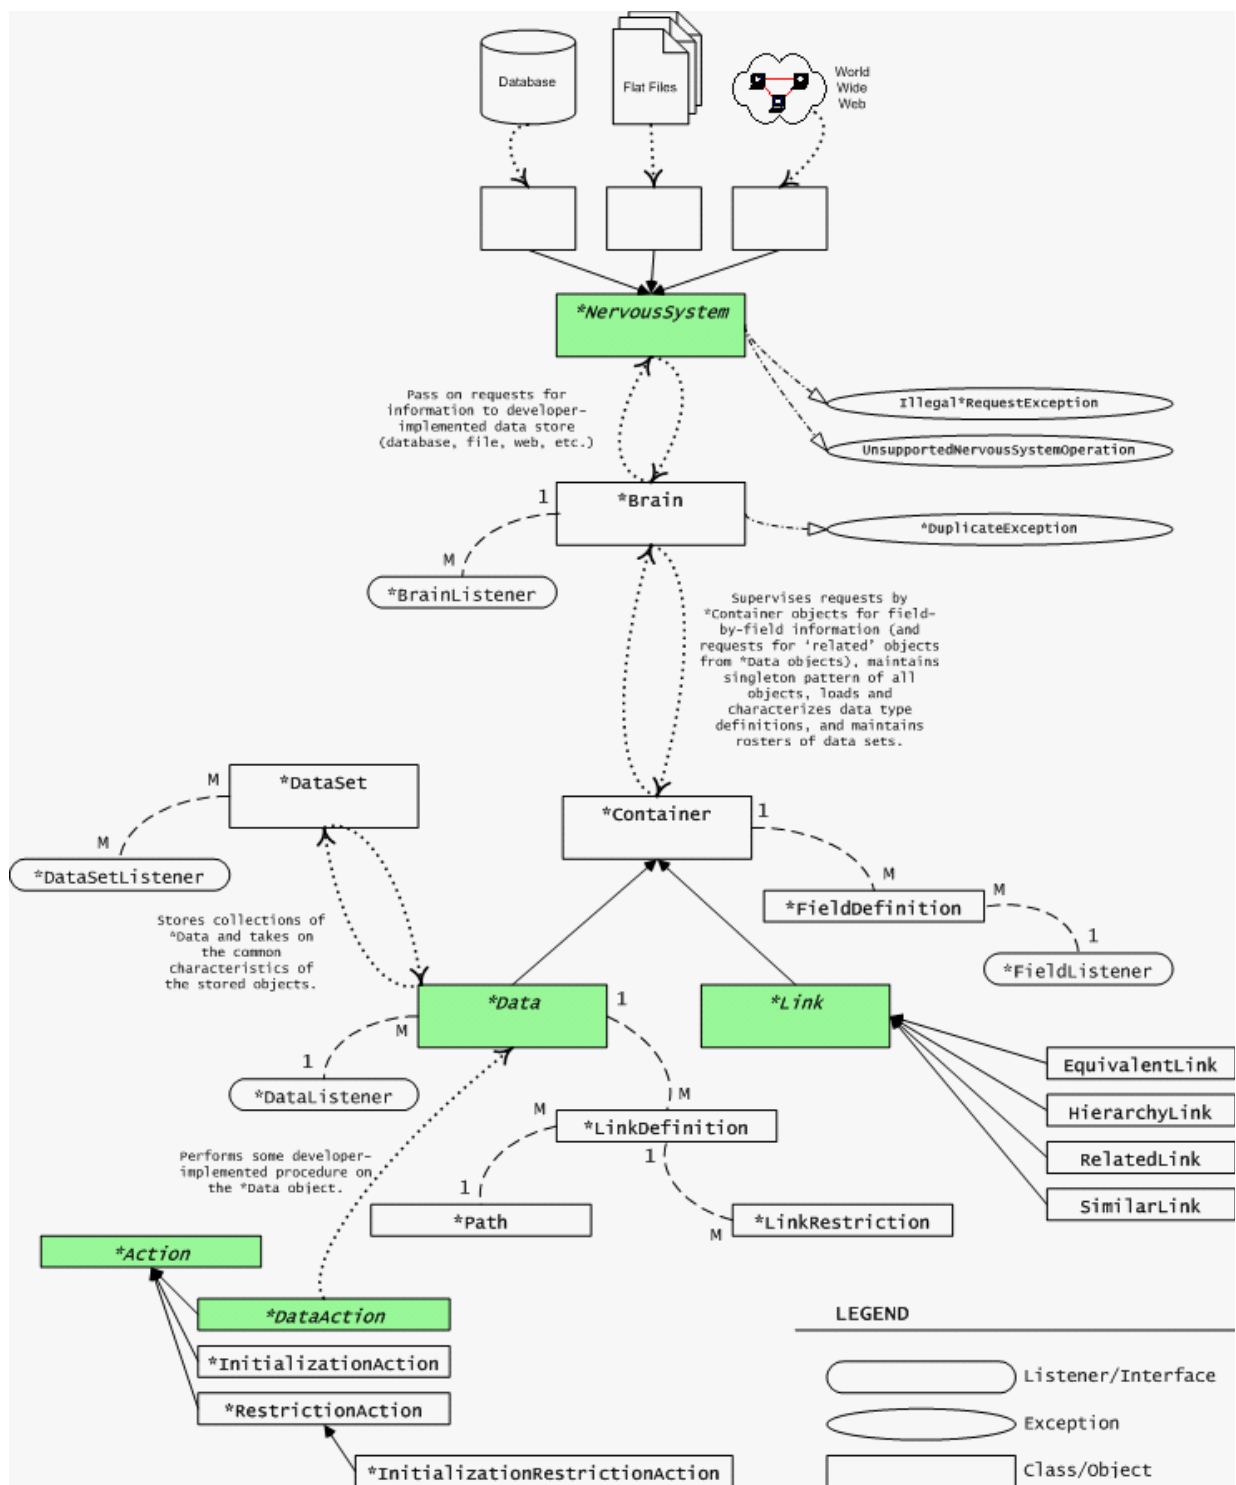 Database
Flat Files
World
Wide
Web
*NervousSystem
Pass on requests for
information to developer-
implemented data store
(database, file, web, etc.)
Illegal*RequestException
UnsupportedNervousSystemOperation
1
*Brain
*DuplicateException
M
*BrainListener
Supervises requests by
*Container objects for field-
by-field information (and
requests for ‘related’ objects
from *Data objects), maintains
singleton pattern of all
objects, loads and
characterizes data type
definitions, and maintains
rosters of data sets.
M
*DataSet
*Container
1
M
*DataSetListener
M
*FieldDefinition
M
Stores collections of
*Data and takes on
the common
characteristics of
the stored objects.
1
*FieldListener
*Data
1
*Link
M
1
*DataListener
EquivalentLink
HierarchyLink
RelatedLink
SimilarLink
M
M
*LinkDefinition
1
Performs some developer-
implemented procedure on
the *Data object.
1
*Path
M
*LinkRestriction
*Action
*DataAction
*InitializationAction
*RestrictionAction
*InitializationRestrictionAction
LEGEND
Listener/Interface
Exception
Class/Object